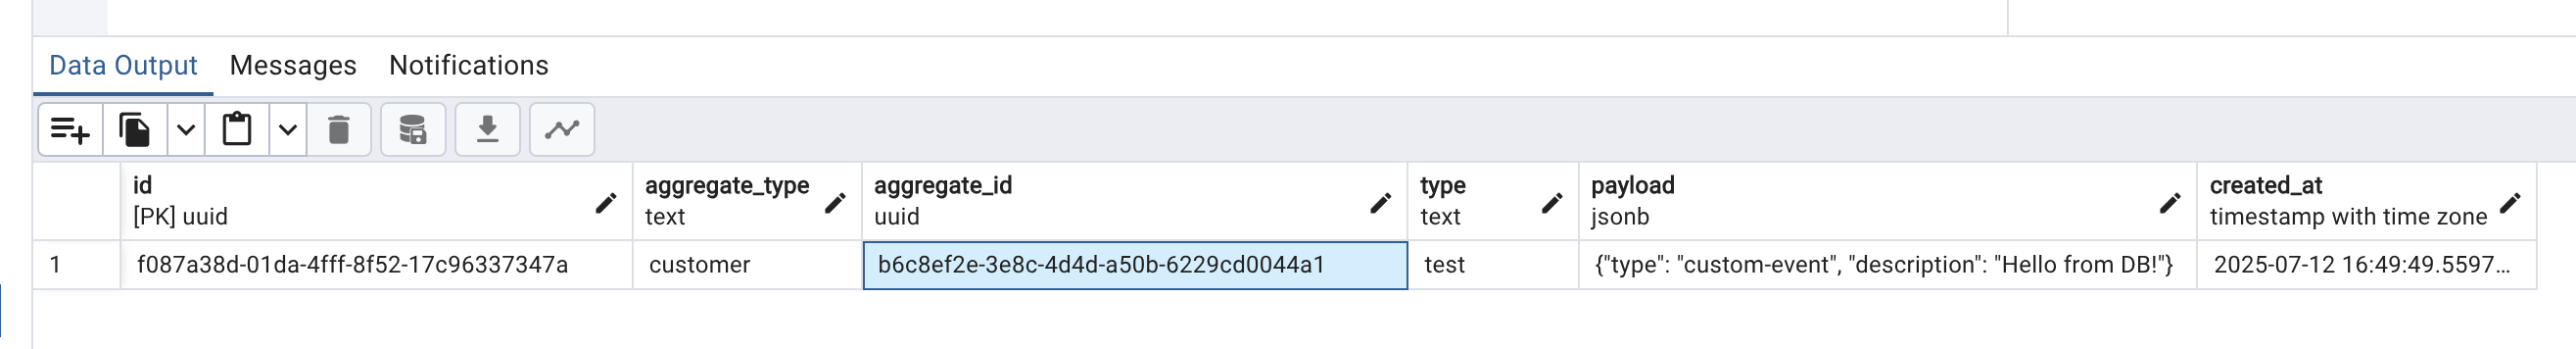 Data Output Messages Notifications
id aggregate_type aggregate_id type payload created_at
[PK] uuid text uuid text jsonb timestamp with time zone
1 f087a38d-01da-4fff-8f52-17c96337347a customer b6c8ef2e-3e8c-4d4d-a50b-6229cd0044a1 test {"type": "custom-event", "description": "Hello from DB!"} 2025-07-12 16:49:49.5597...